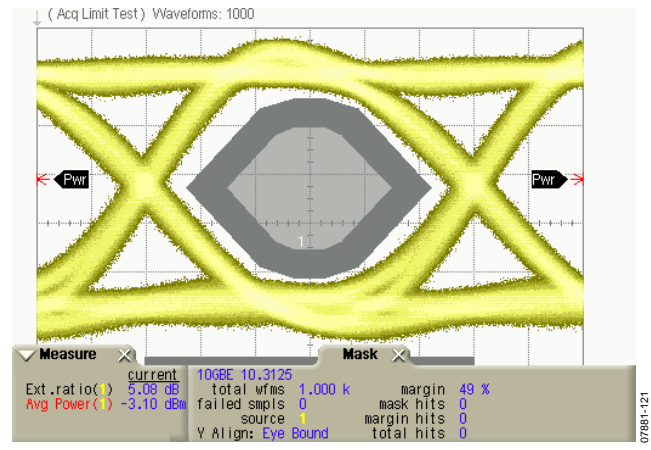 ( Acq Limit Test ) Waveforms: 1000
Pwr Pwr
1
Measure Mask
current 10GBE 10.3125
Ext.ratio(1) 5.08 dB total wfms 1.000 k margin 49 %
Avg Power(1) -3.10 dBm failed smpls 0 mask hits 0
source 1 margin hits 0
Y Align: Eye Bound total hits 0
07881-121